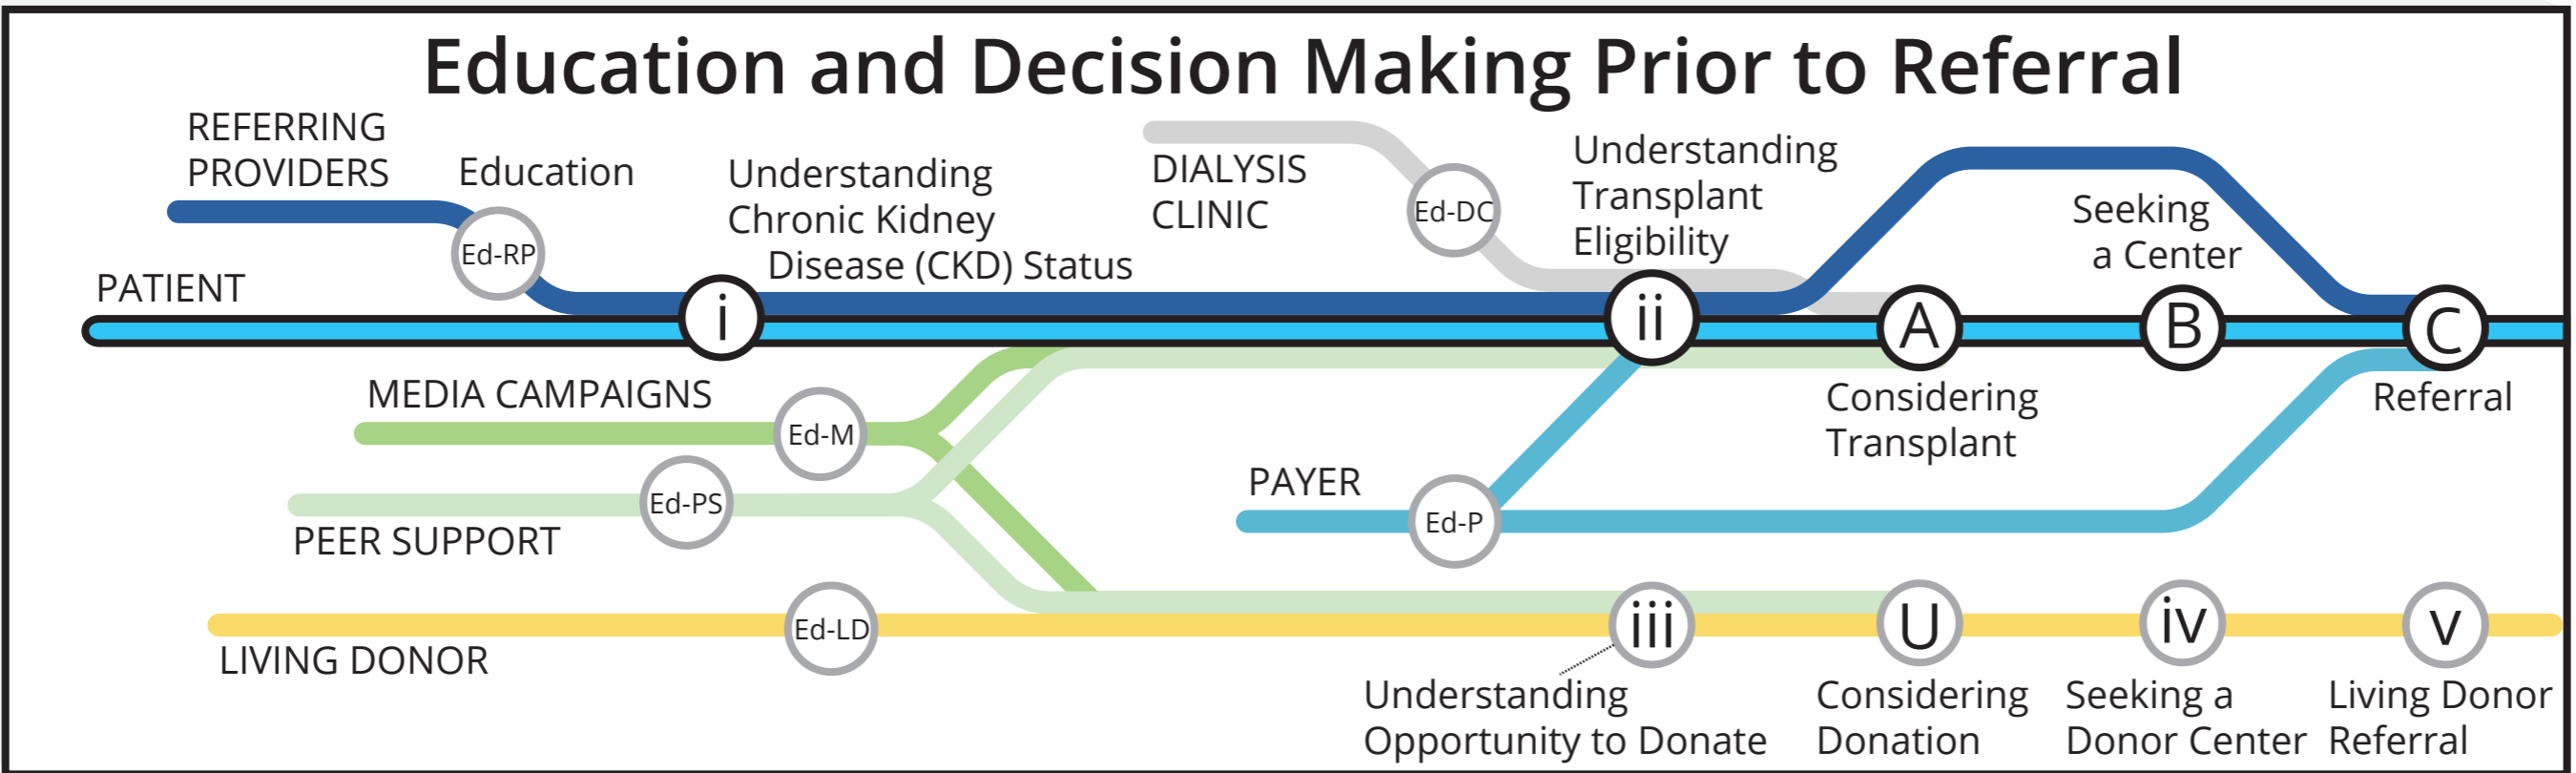 Education and Decision Making Prior to Referral
REFERRING
PROVIDERS
Education
Ed-RP
PATIENT
Understanding
Chronic Kidney
Disease (CKD) Status
i
DIALYSIS
CLINIC
Ed-DC
Understanding
Transplant
Eligibility
ii
A
Considering
Transplant
Seeking
a Center
B
C
Referral
MEDIA CAMPAIGNS
Ed-M
PEER SUPPORT
Ed-PS
PAYER
Ed-P
LIVING DONOR
Ed-LD
iii
Understanding
Opportunity to Donate
U
Considering
Donation
iv
Seeking a
Donor Center
v
Living Donor
Referral